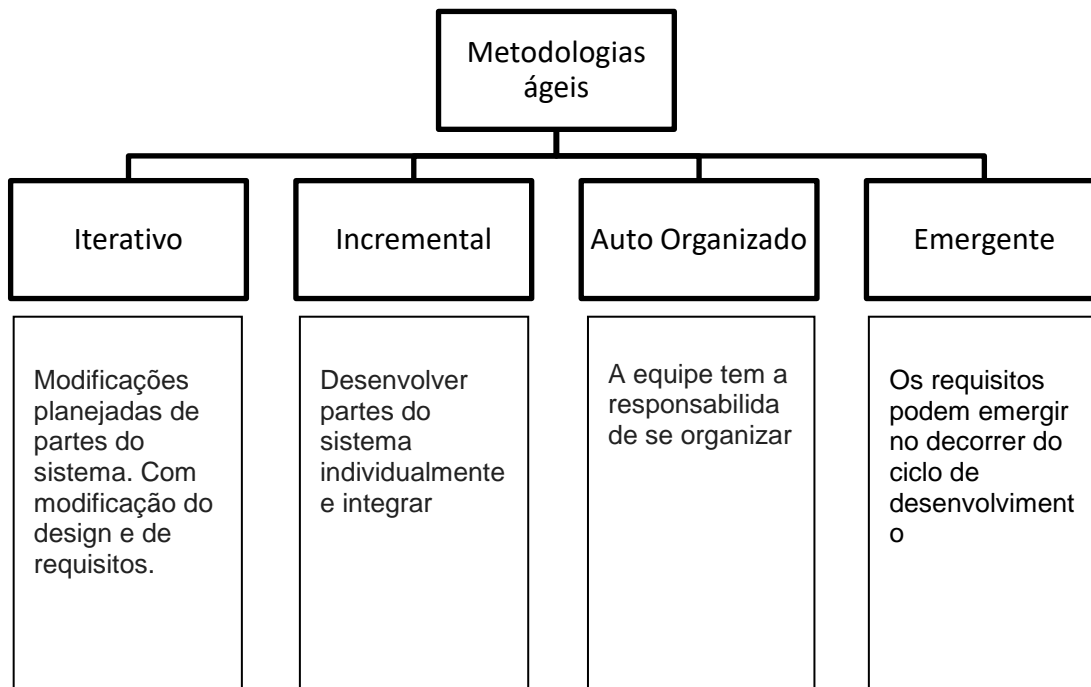 Metodologias
ágeis
Iterativo
Incremental
Auto Organizado
Emergente
Modificações
planejadas de
partes do
sistema. Com
modificação do
design e de
requisitos.
Desenvolver
partes do
sistema
individualmente
e integrar
A equipe tem a
responsabilida
de se organizar
Os requisitos
podem emergir
no decorrer do
ciclo de
desenvolviment
o